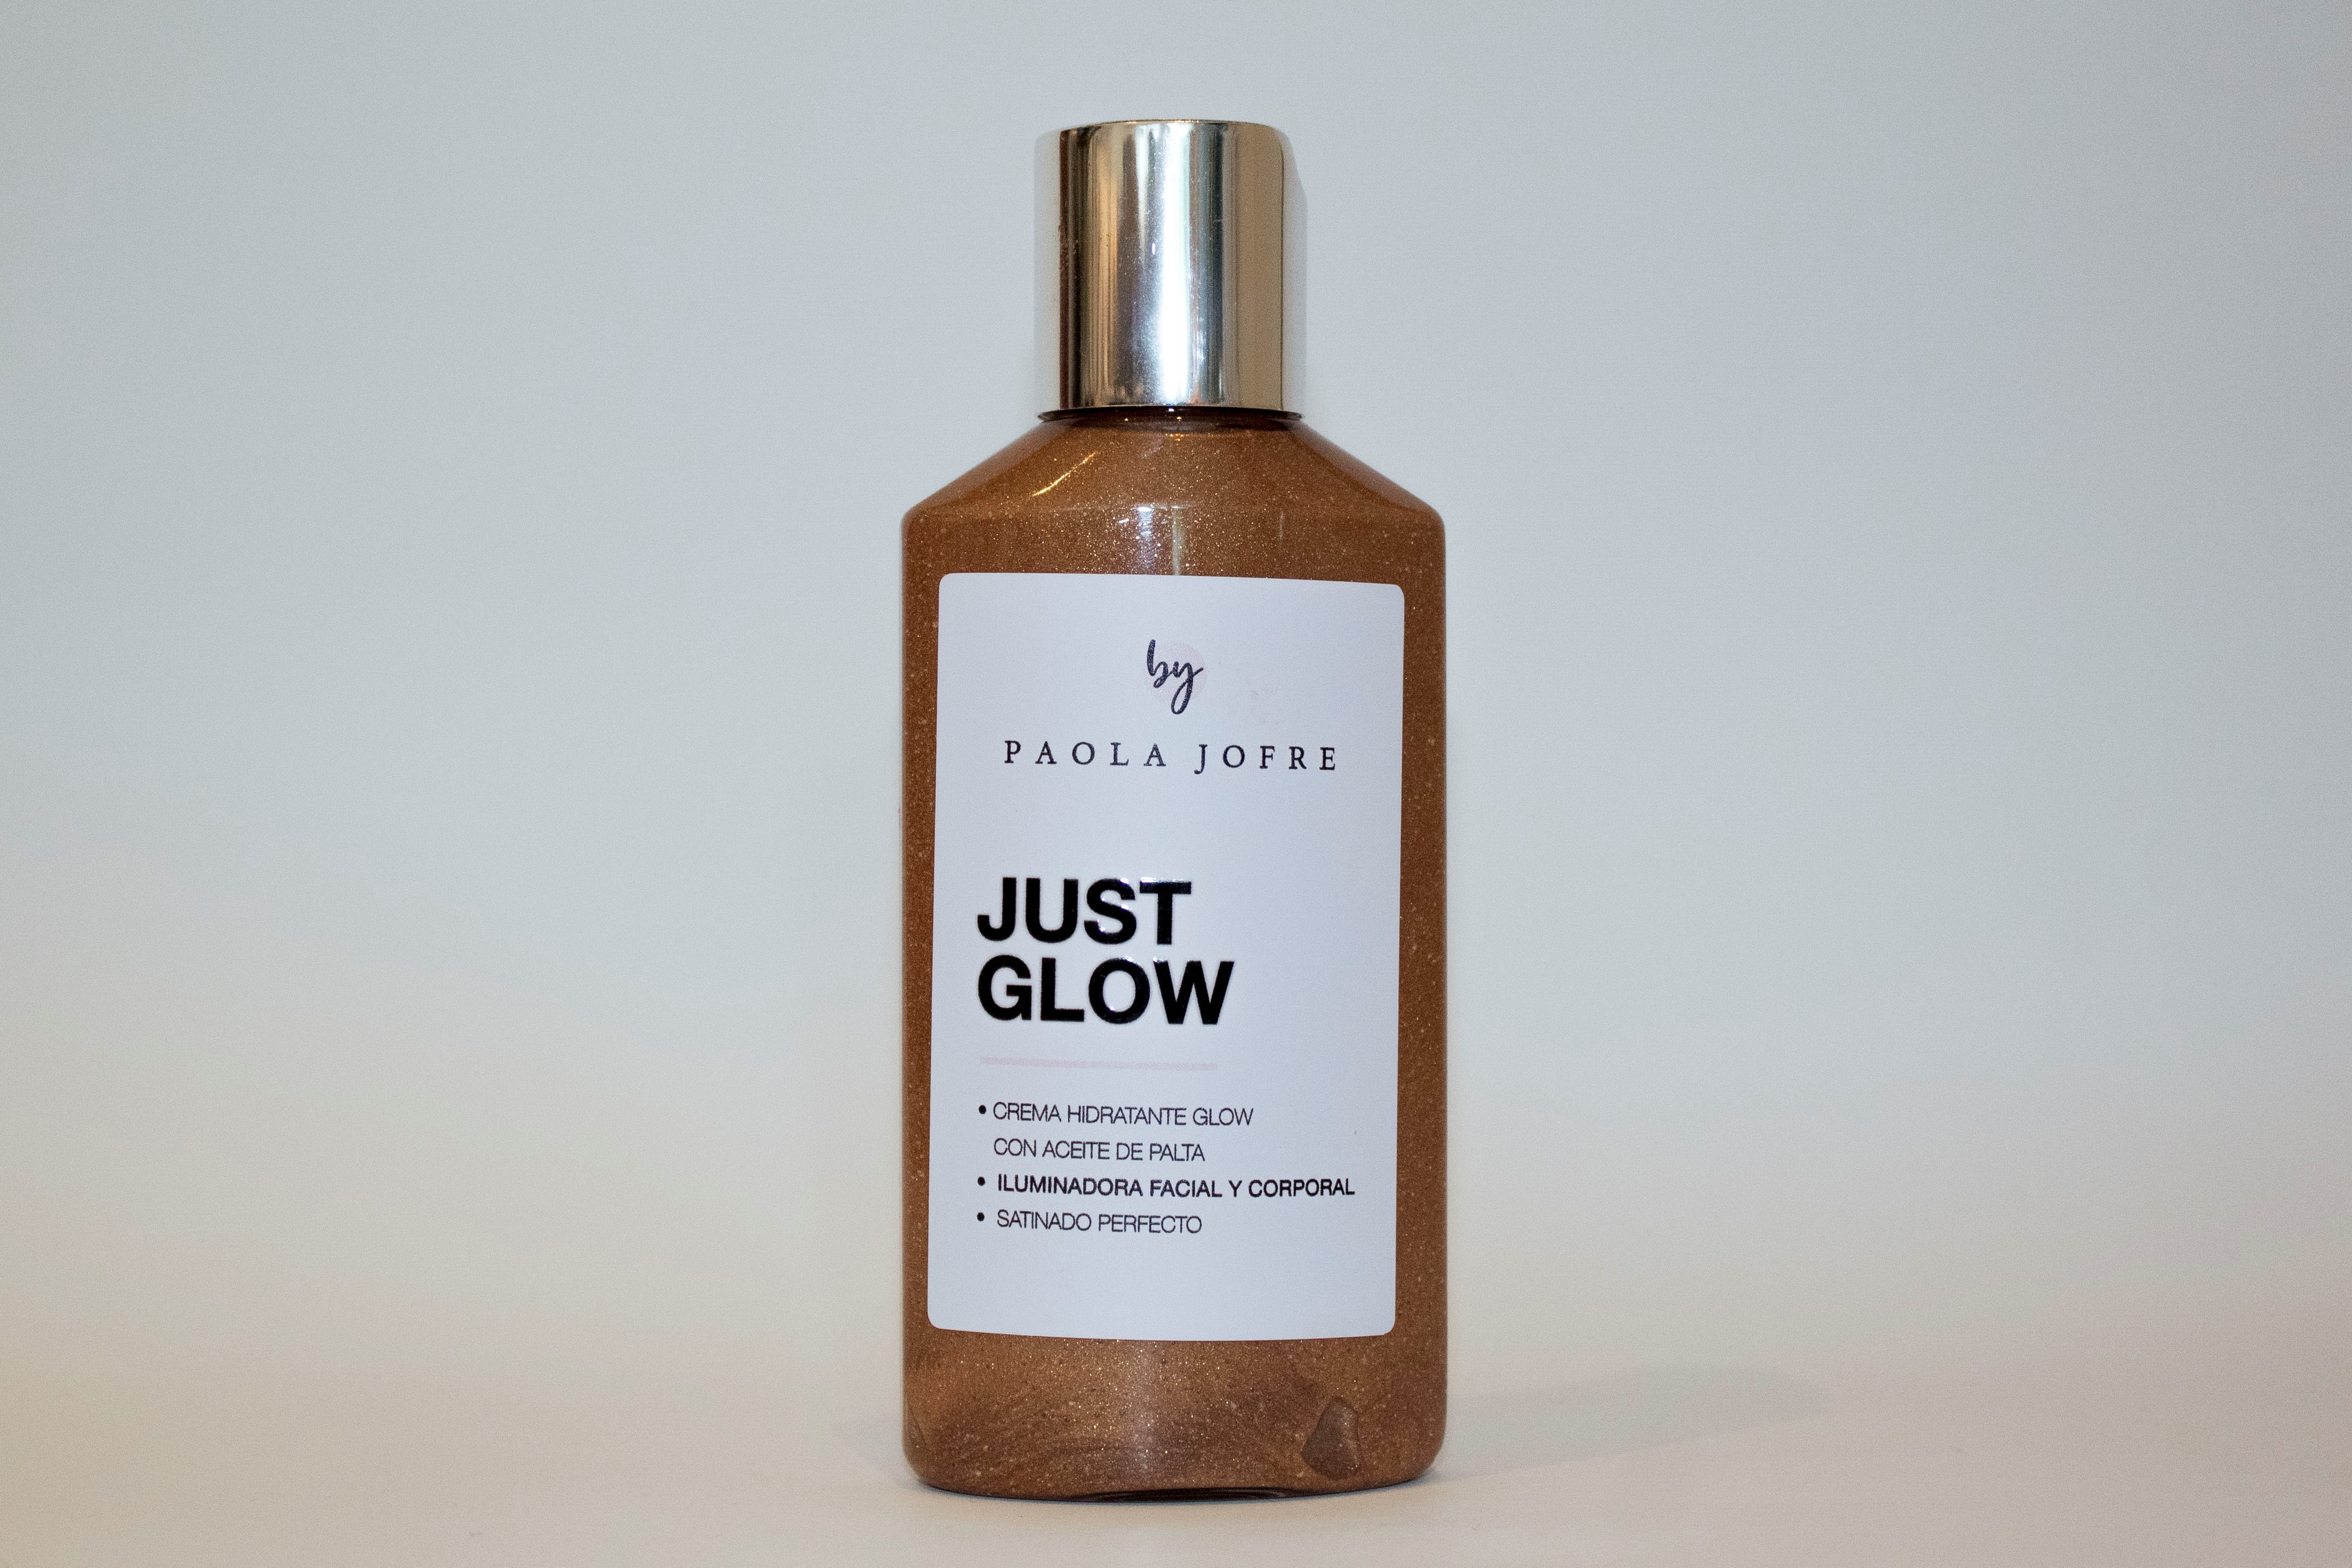 by
PAOLA JOFRE
JUST
GLOW
• CREMA HIDRATANTE GLOW
CON ACEITE DE PALTA
• ILUMINADORA FACIAL Y CORPORAL
• SATINADO PERFECTO